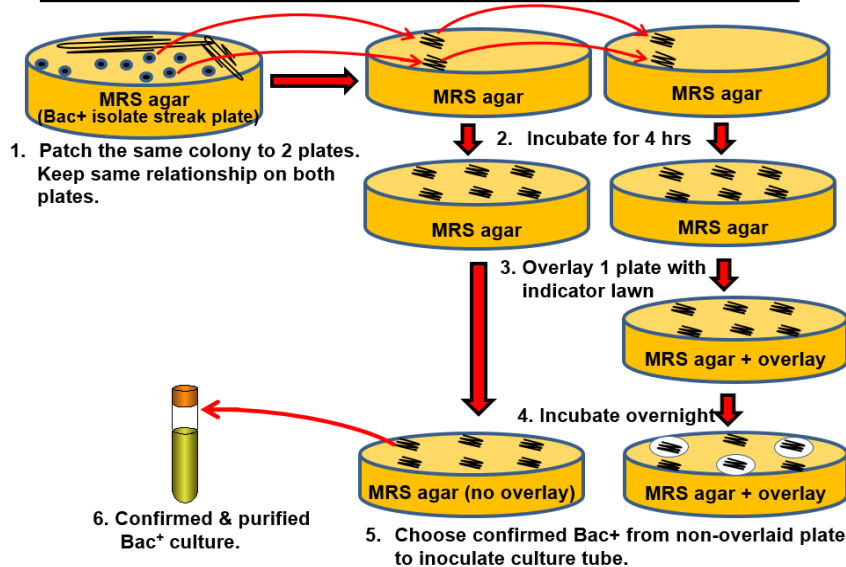 MRS agar
(Bac+ isolate streak plate)
MRS agar
MRS agar
1. Patch the same colony to 2 plates.
Keep same relationship on both
plates.
2. Incubate for 4 hrs
MRS agar
MRS agar
3. Overlay 1 plate with
indicator lawn
MRS agar + overlay
4. Incubate overnight
MRS agar (no overlay)
MRS agar + overlay
5. Choose confirmed Bac+ from non-overlaid plate
to inoculate culture tube.
6. Confirmed & purified
Bac⁺ culture.